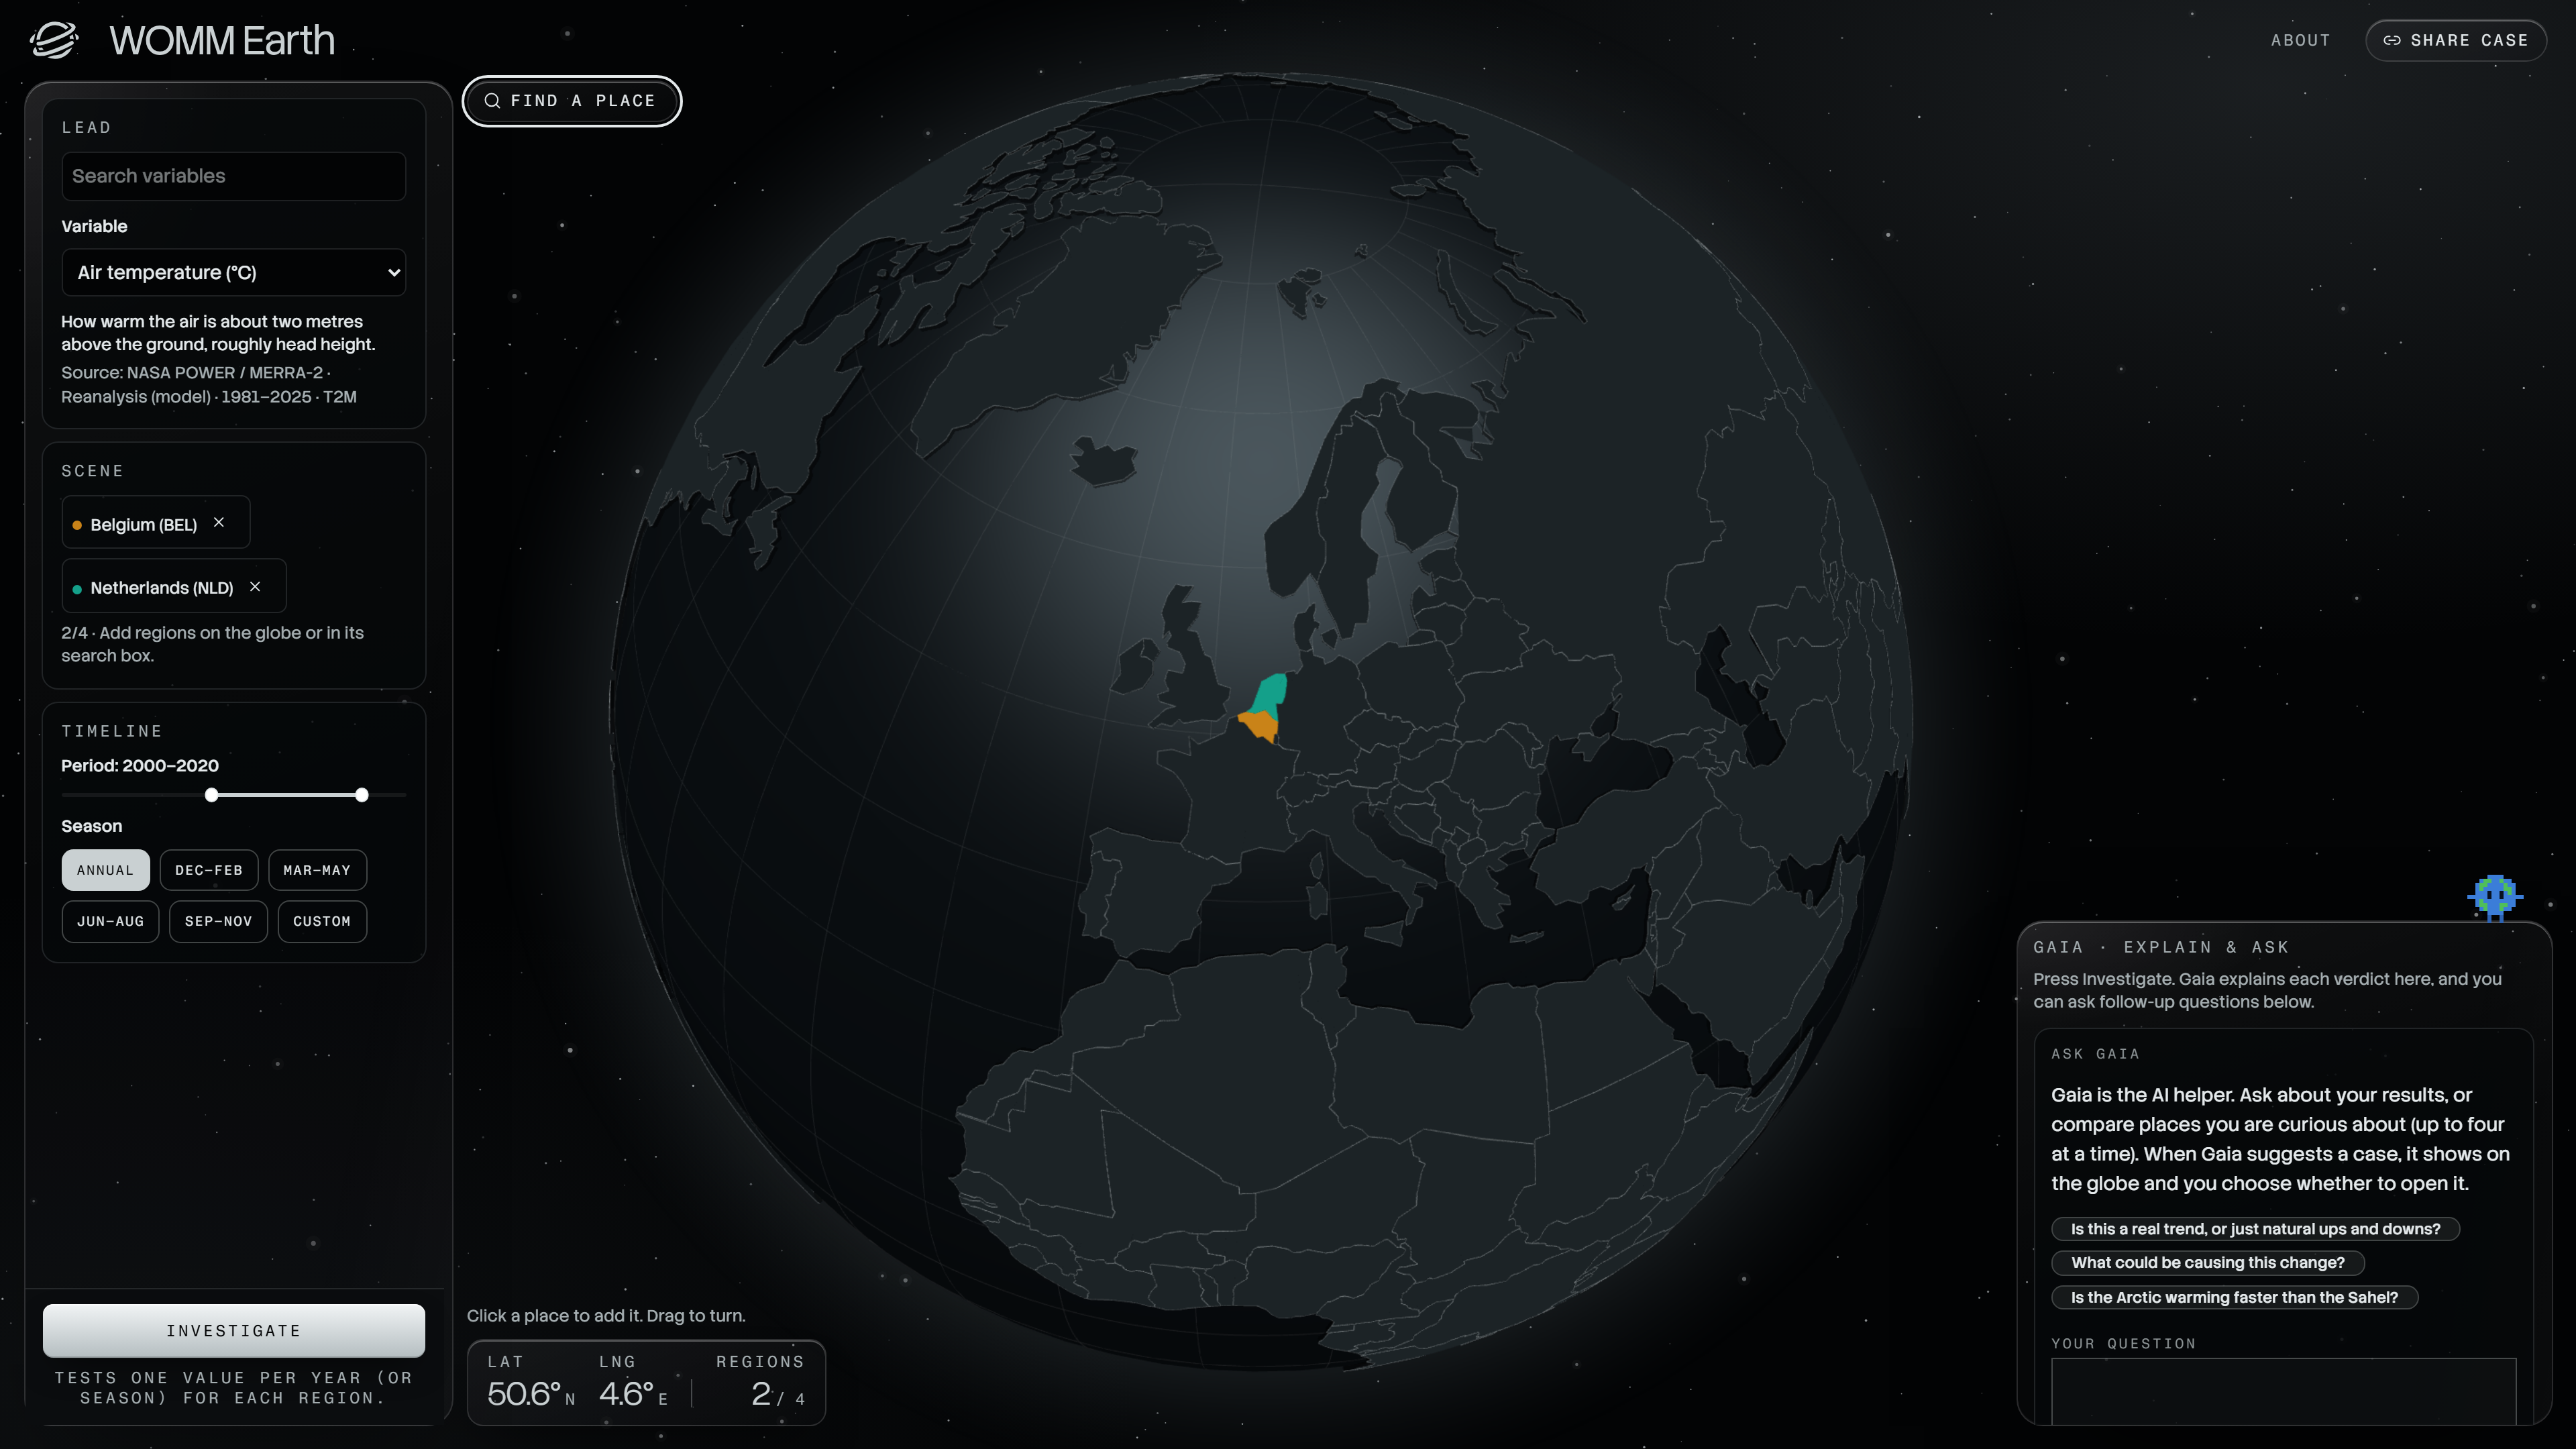 WOMM Earth
ABOUT
SHARE CASE
FIND A PLACE
LEAD
Search variables
Variable
Air temperature (°C)
How warm the air is about two metres
above the ground, roughly head height.
Source: NASA POWER / MERRA-2 ·
Reanalysis (model) · 1981–2025 · T2M
SCENE
Belgium (BEL) ×
Netherlands (NLD) ×
2/4 · Add regions on the globe or in its
search box.
TIMELINE
Period: 2000–2020
Season
ANNUAL DEC–FEB MAR–MAY
JUN–AUG SEP–NOV CUSTOM
INVESTIGATE
TESTS ONE VALUE PER YEAR (OR
SEASON) FOR EACH REGION.
Click a place to add it. Drag to turn.
LAT LNG REGIONS
50.6° N 4.6° E 2 / 4
GAIA · EXPLAIN & ASK
Press Investigate. Gaia explains each verdict here, and you
can ask follow-up questions below.
ASK GAIA
Gaia is the AI helper. Ask about your results, or
compare places you are curious about (up to four
at a time). When Gaia suggests a case, it shows on
the globe and you choose whether to open it.
Is this a real trend, or just natural ups and downs?
What could be causing this change?
Is the Arctic warming faster than the Sahel?
YOUR QUESTION